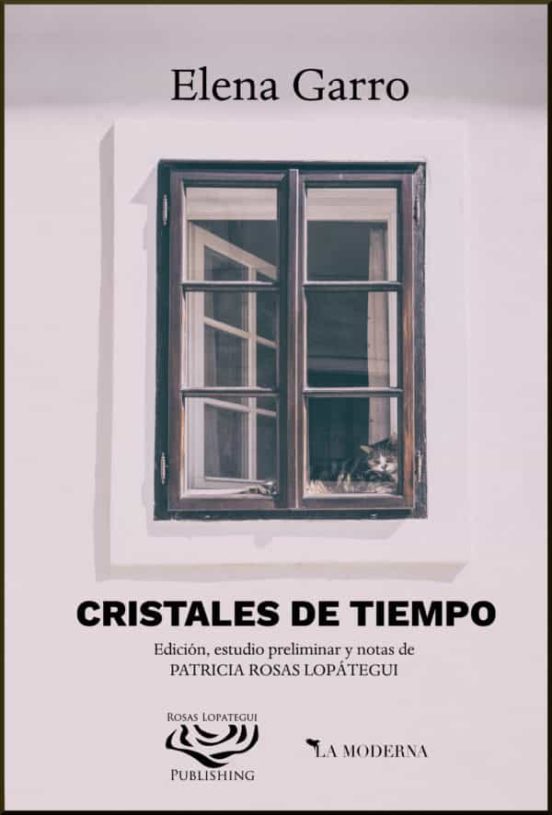 Elena Garro
CRISTALES DE TIEMPO
Edición, estudio preliminar y notas de
PATRICIA ROSAS LOPÁTEGUI
ROSAS LOPATEGUI
PUBLISHING
LA MODERNA